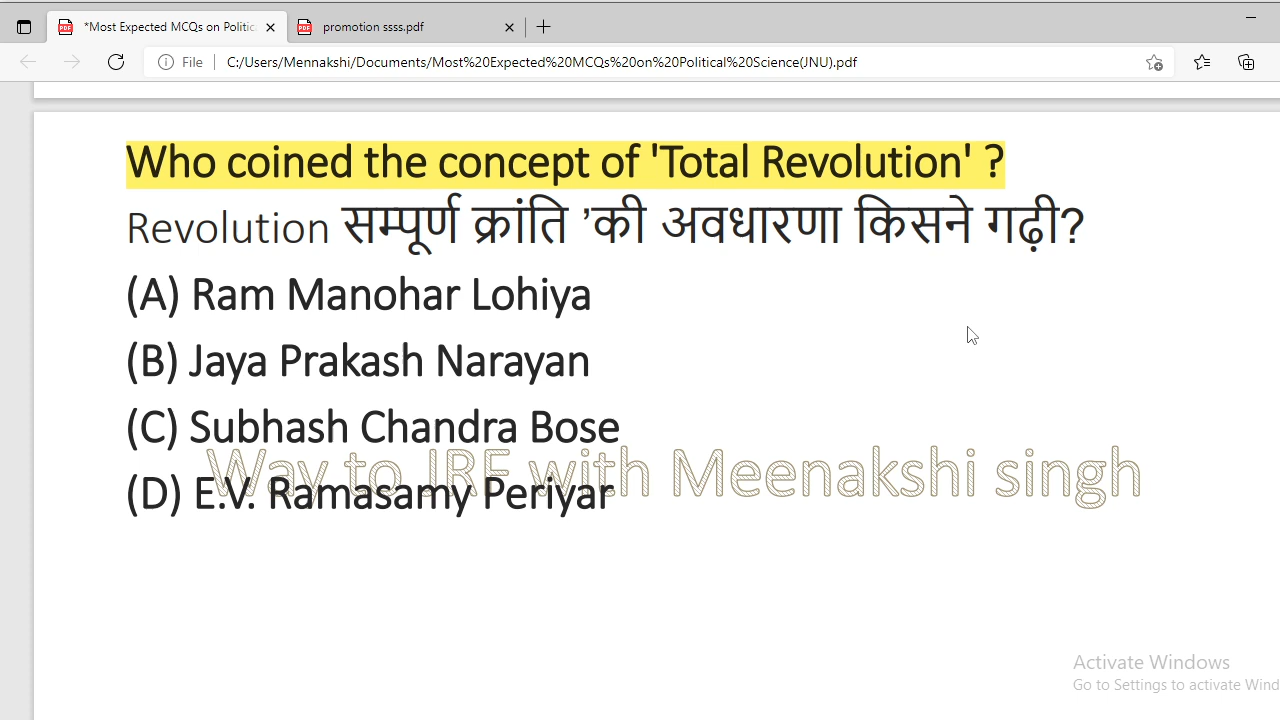 *Most Expected MCQs on Politic
promotion ssss.pdf
File
C:/Users/Mennakshi/Documents/Most%20Expected%20MCQs%20on%20Political%20Science(JNU).pdf
Who coined the concept of 'Total Revolution' ?
Revolution सम्पूर्ण क्रांति ’की अवधारणा किसने गढ़ी?
(A) Ram Manohar Lohiya
(B) Jaya Prakash Narayan
(C) Subhash Chandra Bose
Way to JRF with Meenakshi singh
(D) E.V. Ramasamy Periyar
Activate Windows
Go to Settings to activate Wind